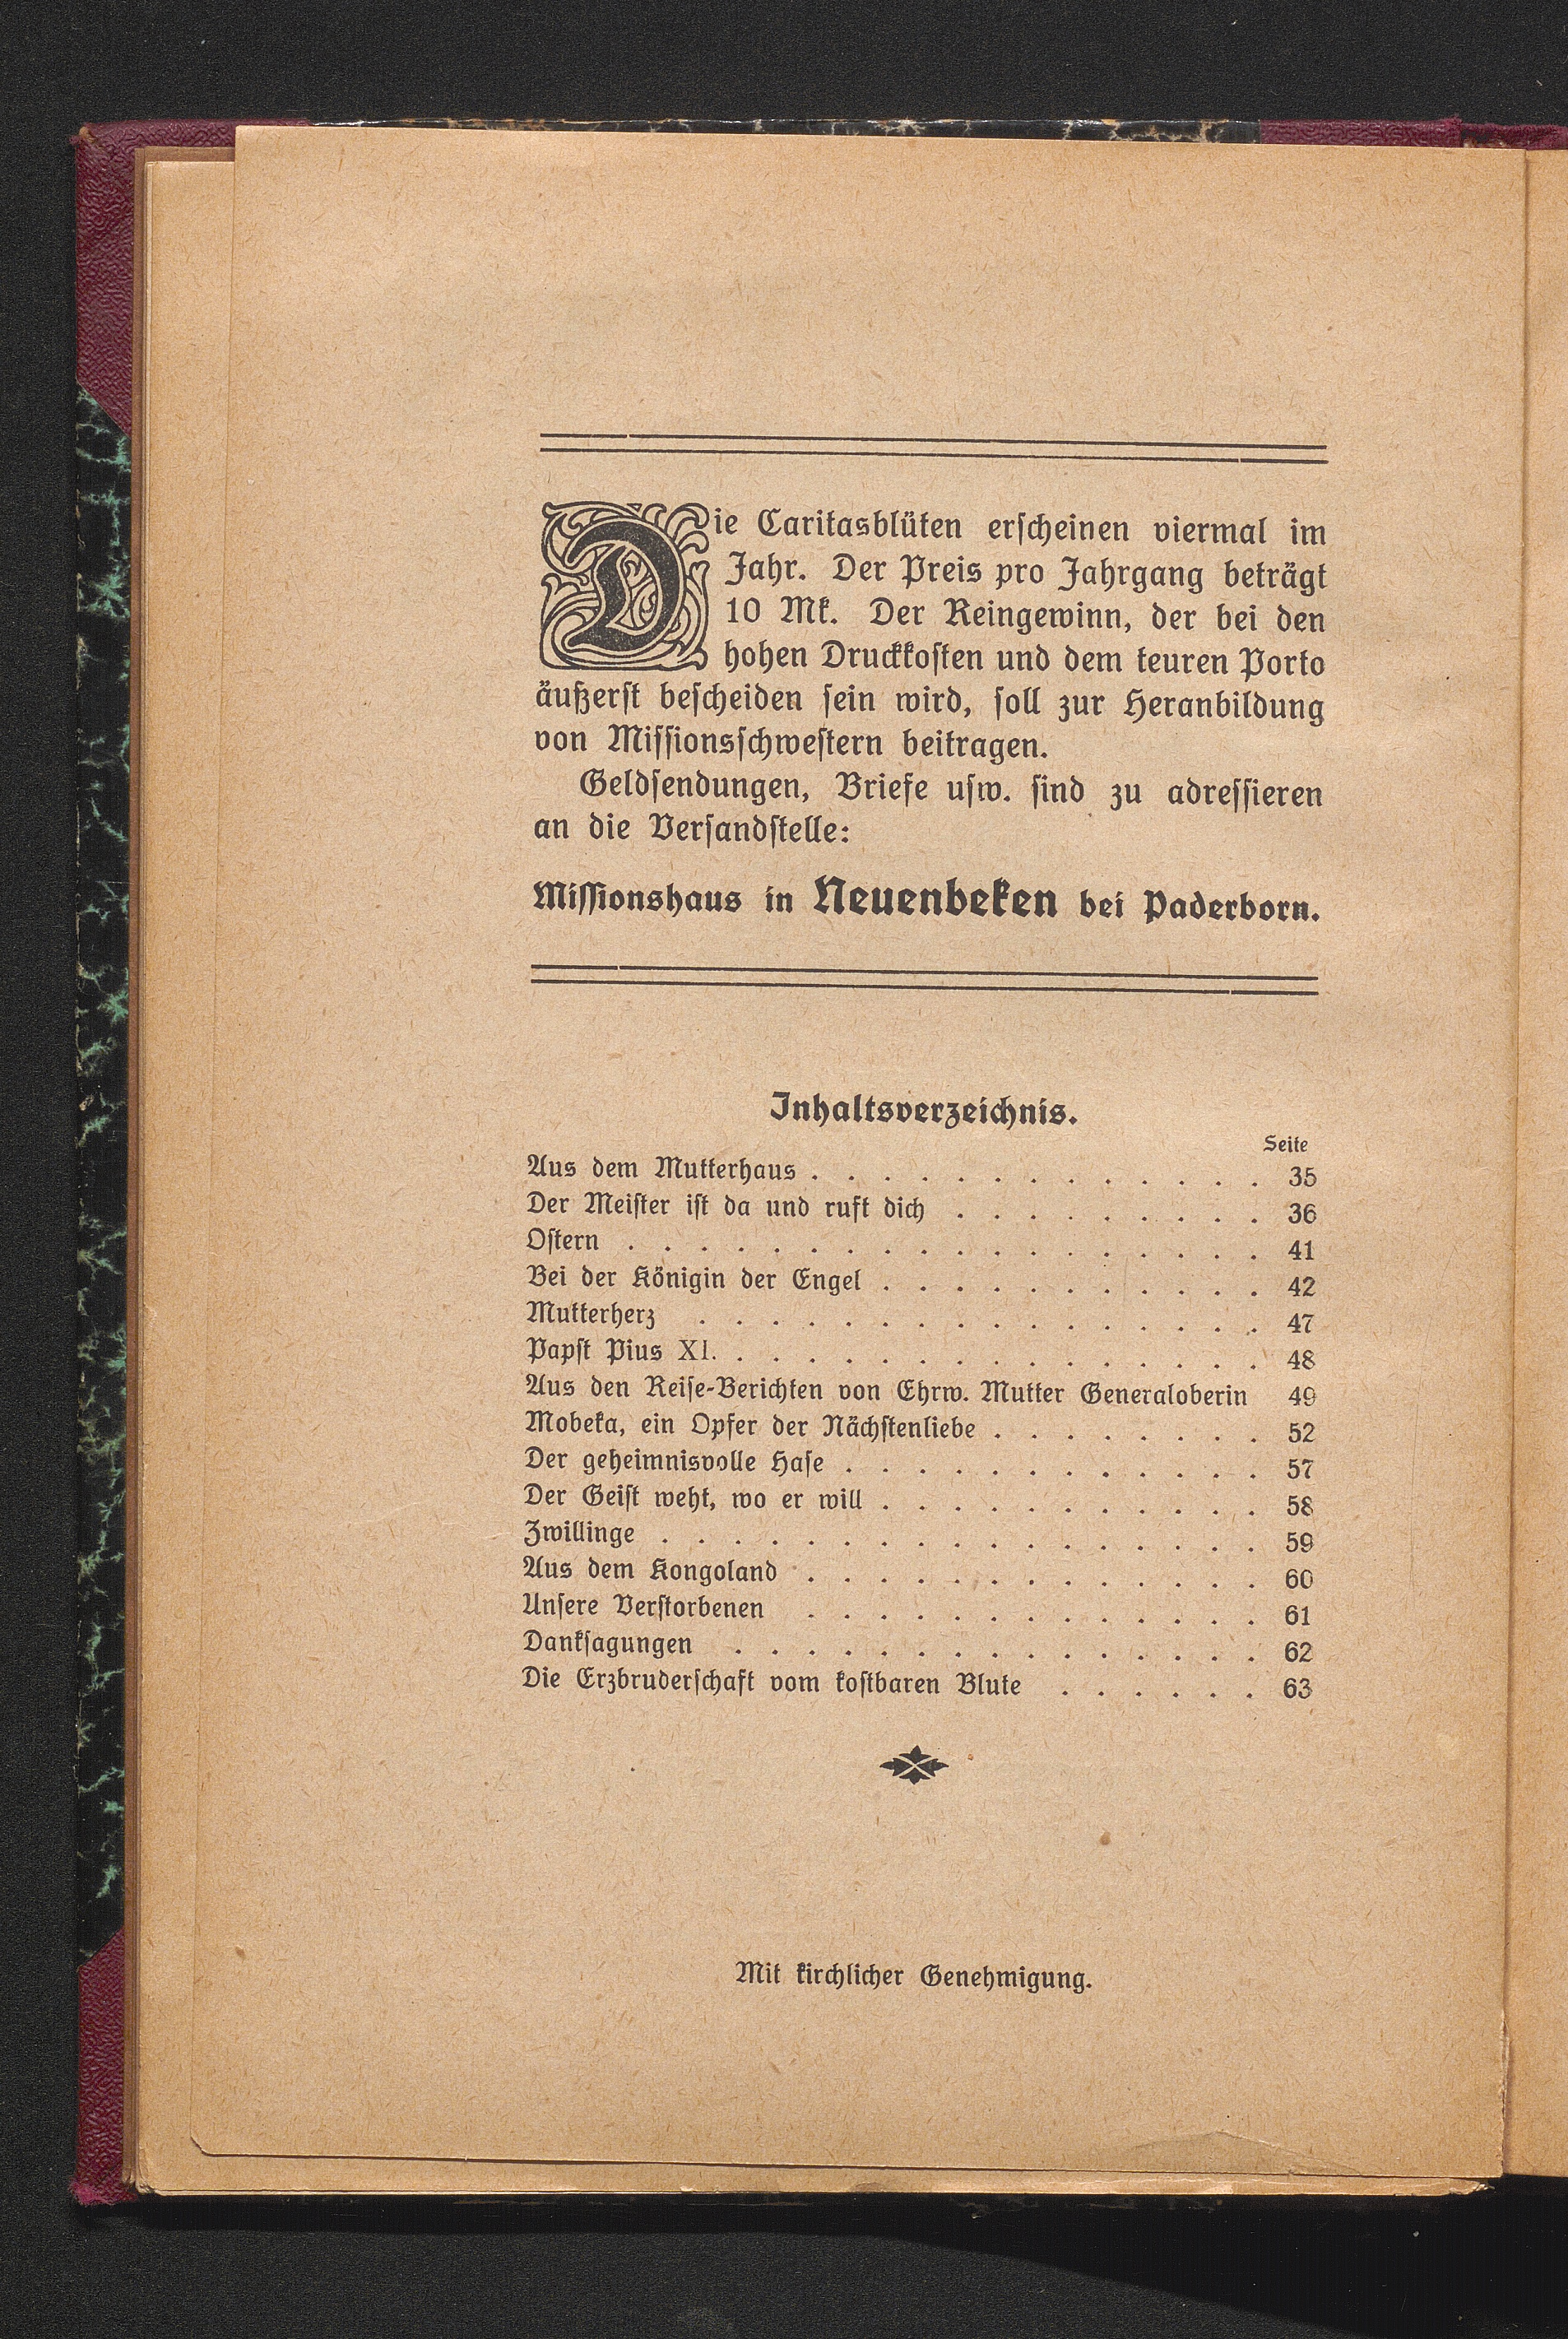 Die Caritasblüten erscheinen viermal im
Jahr. Der Preis pro Jahrgang beträgt
10 Mk. Der Reingewinn, der bei den
hohen Druckkosten und dem teuren Porto
äußerst bescheiden sein wird, soll zur Heranbildung
von Missionsschwestern beitragen.
Geldsendungen, Briefe usw. sind zu adressieren
an die Versandstelle:
Missionshaus in Neuenbeken bei Paderborn.
Inhaltsverzeichnis.
Seite
Aus dem Mutterhaus . . . . . . . . . . . . . 35
Der Meister ist da und ruft dich . . . . . . . . . 36
Ostern . . . . . . . . . . . . . . . . . . 41
Bei der Königin der Engel . . . . . . . . . . . 42
Mutterherz . . . . . . . . . . . . . . . . 47
Papst Pius XI. . . . . . . . . . . . . . . . 48
Aus den Reise-Berichten von Ehrw. Mutter Generaloberin 49
Mobeka, ein Opfer der Nächstenliebe . . . . . . . . 52
Der geheimnisvolle Hase . . . . . . . . . . . . 57
Der Geist weht, wo er will . . . . . . . . . . . 58
Zwillinge . . . . . . . . . . . . . . . . . 59
Aus dem Kongoland . . . . . . . . . . . . . 60
Unsere Verstorbenen . . . . . . . . . . . . . 61
Danksagungen . . . . . . . . . . . . . . . 62
Die Erzbruderschaft vom kostbaren Blute . . . . . . 63
Mit kirchlicher Genehmigung.